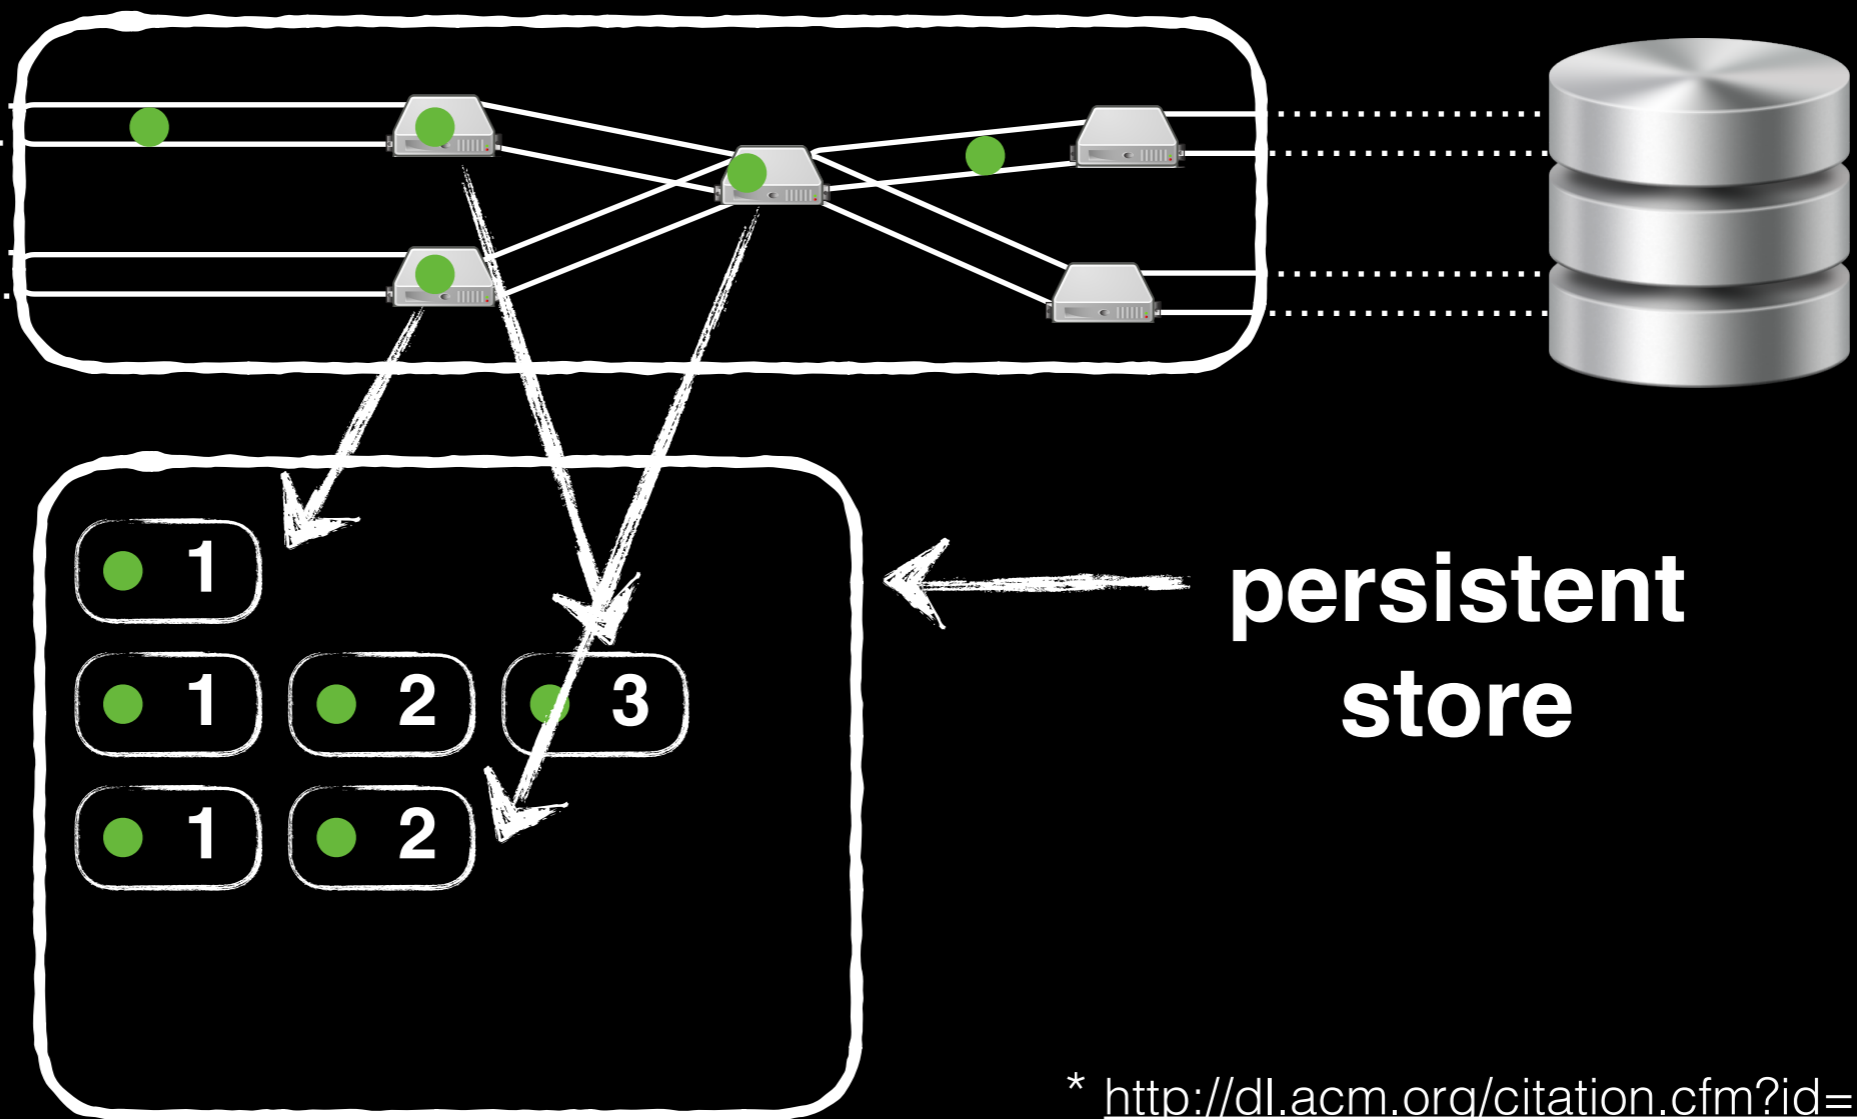 1
1 2 3
1 2
persistent
store
* http://dl.acm.org/citation.cfm?id=